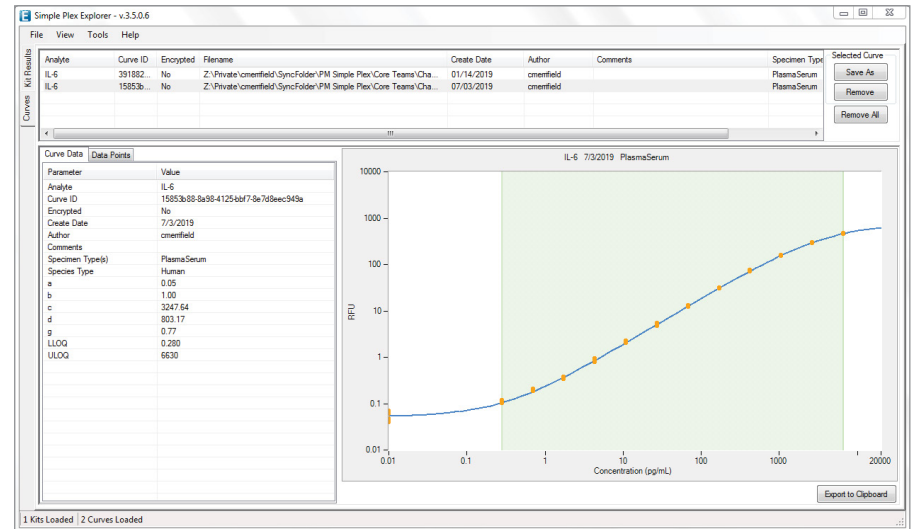 Simple Plex Explorer - v.3.5.0.6
File View Tools Help
Curves Kit Results
Analyte Curve ID Encrypted Filename Create Date Author Comments Specimen Type
IL-6 391882... No Z:\Private\cmerrifield\SyncFolder\PM Simple Plex\Core Teams\Cha... 01/14/2019 cmerrifield PlasmaSerum
IL-6 15853b... No Z:\Private\cmerrifield\SyncFolder\PM Simple Plex\Core Teams\Cha... 07/03/2019 cmerrifield PlasmaSerum
Selected Curve
Save As
Remove
Remove All
Curve Data Data Points
Parameter Value
Analyte IL-6
Curve ID 15853b88-8a98-4125-bbf7-8e7d8eec949a
Encrypted No
Create Date 7/3/2019
Author cmerrifield
Comments
Specimen Type(s) PlasmaSerum
Species Type Human
a 0.05
b 1.00
c 3247.64
d 803.17
g 0.77
LLOQ 0.280
ULOQ 6630
IL-6 7/3/2019 PlasmaSerum
10000
1000
100
10
1
0.1
0.01
RFU
0.01 0.1 1 10 100 1000 20000
Concentration (pg/mL)
Export to Clipboard
1 Kits Loaded 2 Curves Loaded